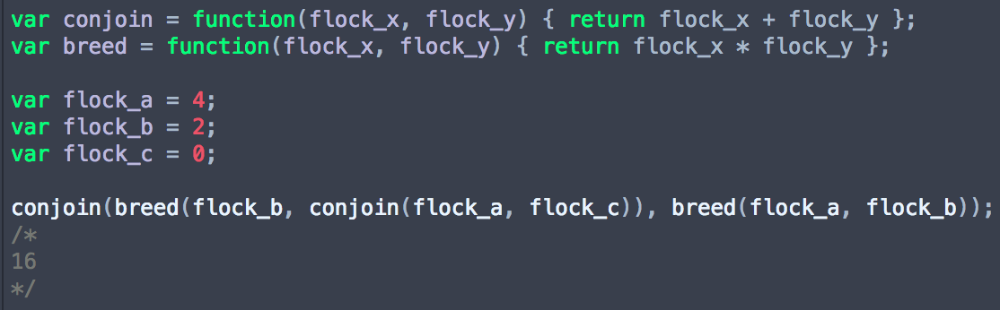 var conjoin = function(flock_x, flock_y) { return flock_x + flock_y };
var breed = function(flock_x, flock_y) { return flock_x * flock_y };
var flock_a = 4;
var flock_b = 2;
var flock_c = 0;
conjoin(breed(flock_b, conjoin(flock_a, flock_c)), breed(flock_a, flock_b));
/*
16
*/